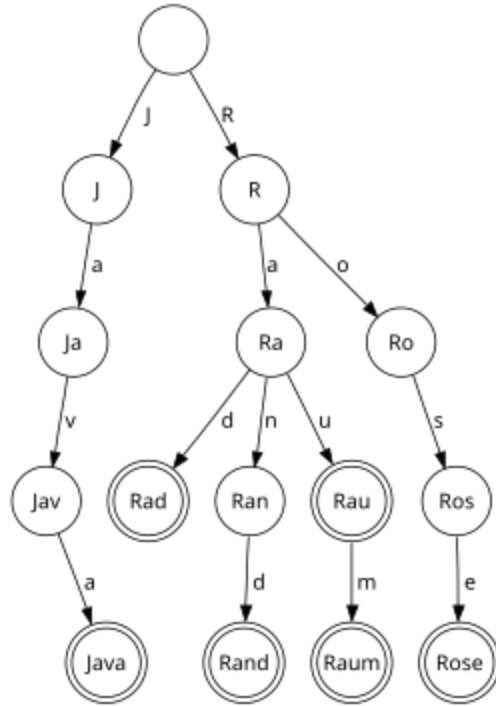 J R
J R
a a o
Ja Ra Ro
v d n u s
Jav Rad Ran Rau Ros
a d m e
Java Rand Raum Rose